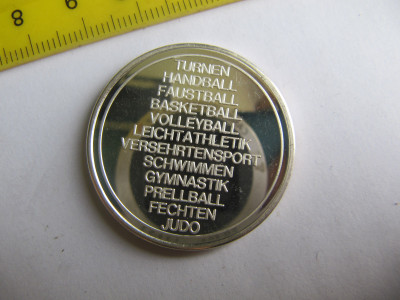 8 9
TURNEN
HANDBALL
FAUSTBALL
BASKETBALL
VOLLEYBALL
LEICHTATHLETIK
VERSEHRTENSPORT
SCHWIMMEN
GYMNASTIK
PRELLBALL
FECHTEN
JUDO